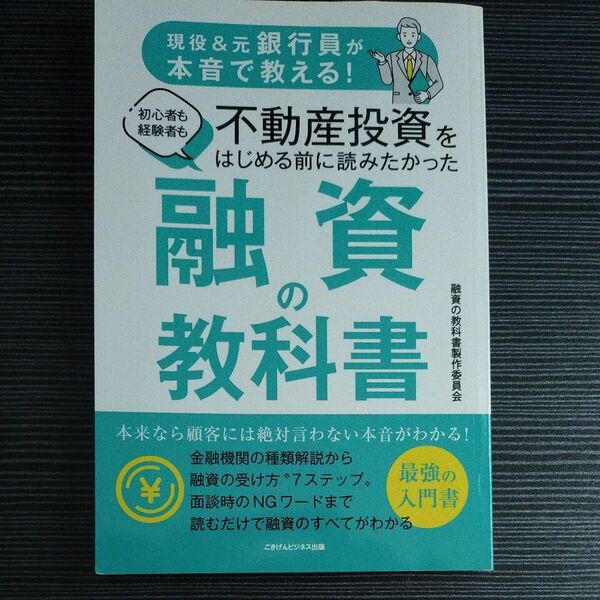 現役&元 銀行員が
本音で教える!
初心者も
経験者も
不動産投資を
はじめる前に読みたかった
融資
の
教科書
融資の教科書製作委員会
本来なら顧客には絶対言わない本音がわかる!
金融機関の種類解説から
融資の受け方〝7ステップ〟
面談時のNGワードまで
読むだけで融資のすべてがわかる
最強の
入門書
ごきげんビジネス出版